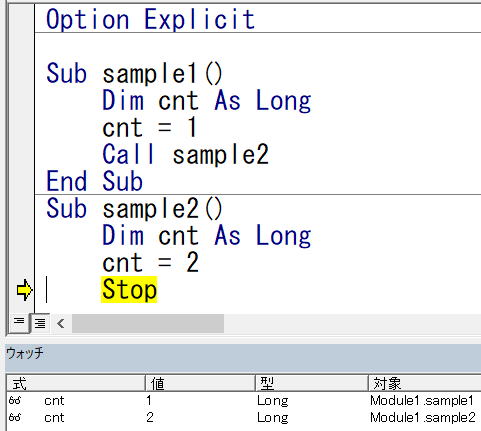 Option Explicit
Sub sample1()
Dim cnt As Long
cnt = 1
Call sample2
End Sub
Sub sample2()
Dim cnt As Long
cnt = 2
Stop
ウォッチ
式 値 型 対象
cnt 1 Long Module1.sample1
cnt 2 Long Module1.sample2